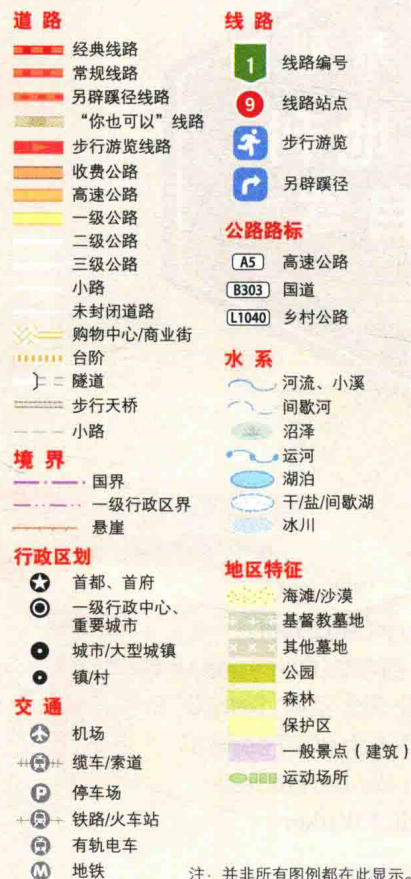 道 路
经典线路
常规线路
另辟蹊径线路
“你也可以”线路
步行游览线路
收费公路
高速公路
一级公路
二级公路
三级公路
小路
未封闭道路
购物中心/商业街
台阶
隧道
步行天桥
小路
境 界
国界
一级行政区界
悬崖
行政区划
首都、首府
一级行政中心、
重要城市
城市/大型城镇
镇/村
交 通
机场
缆车/索道
P 停车场
铁路/火车站
有轨电车
M 地铁
线 路
1 线路编号
9 线路站点
步行游览
另辟蹊径
公路路标
A5 高速公路
B303 国道
L1040 乡村公路
水 系
河流、小溪
间歇河
沼泽
运河
湖泊
干/盐/间歇湖
冰川
地区特征
海滩/沙漠
基督教墓地
其他墓地
公园
森林
保护区
一般景点（建筑）
运动场所
注：并非所有图例都在此显示。